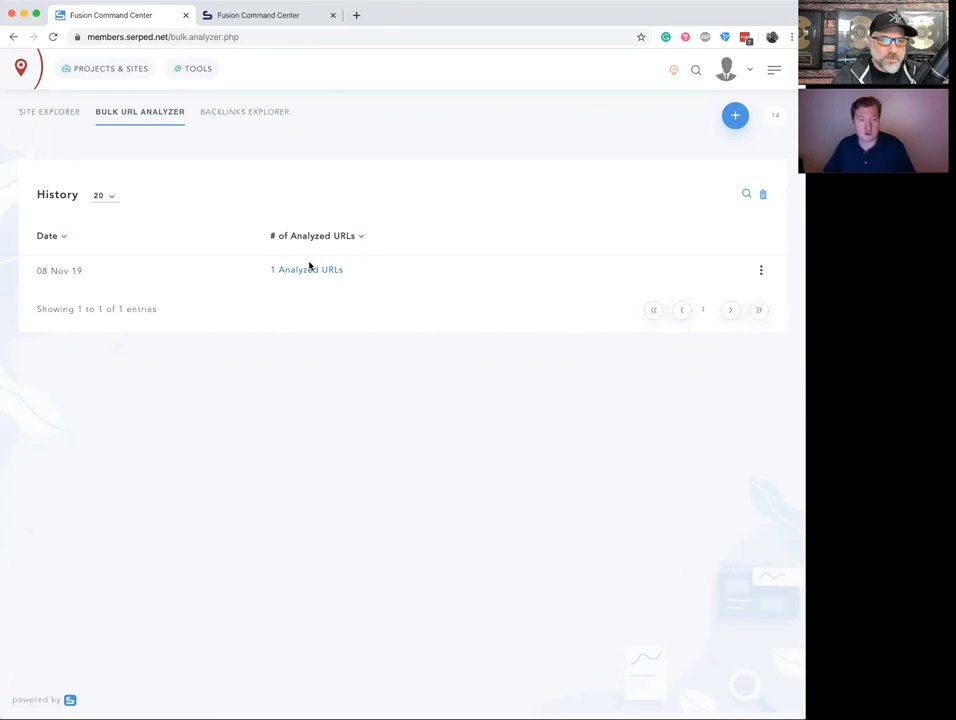 Fusion Command Center
Fusion Command Center
members.serped.net/bulk.analyzer.php
7
PROJECTS & SITES
TOOLS
SITE EXPLORER
BULK URL ANALYZER
BACKLINKS EXPLORER
+
14
History
20
Date
# of Analyzed URLs
08 Nov 19
1 Analyzed URLs
Showing 1 to 1 of 1 entries
1
powered by